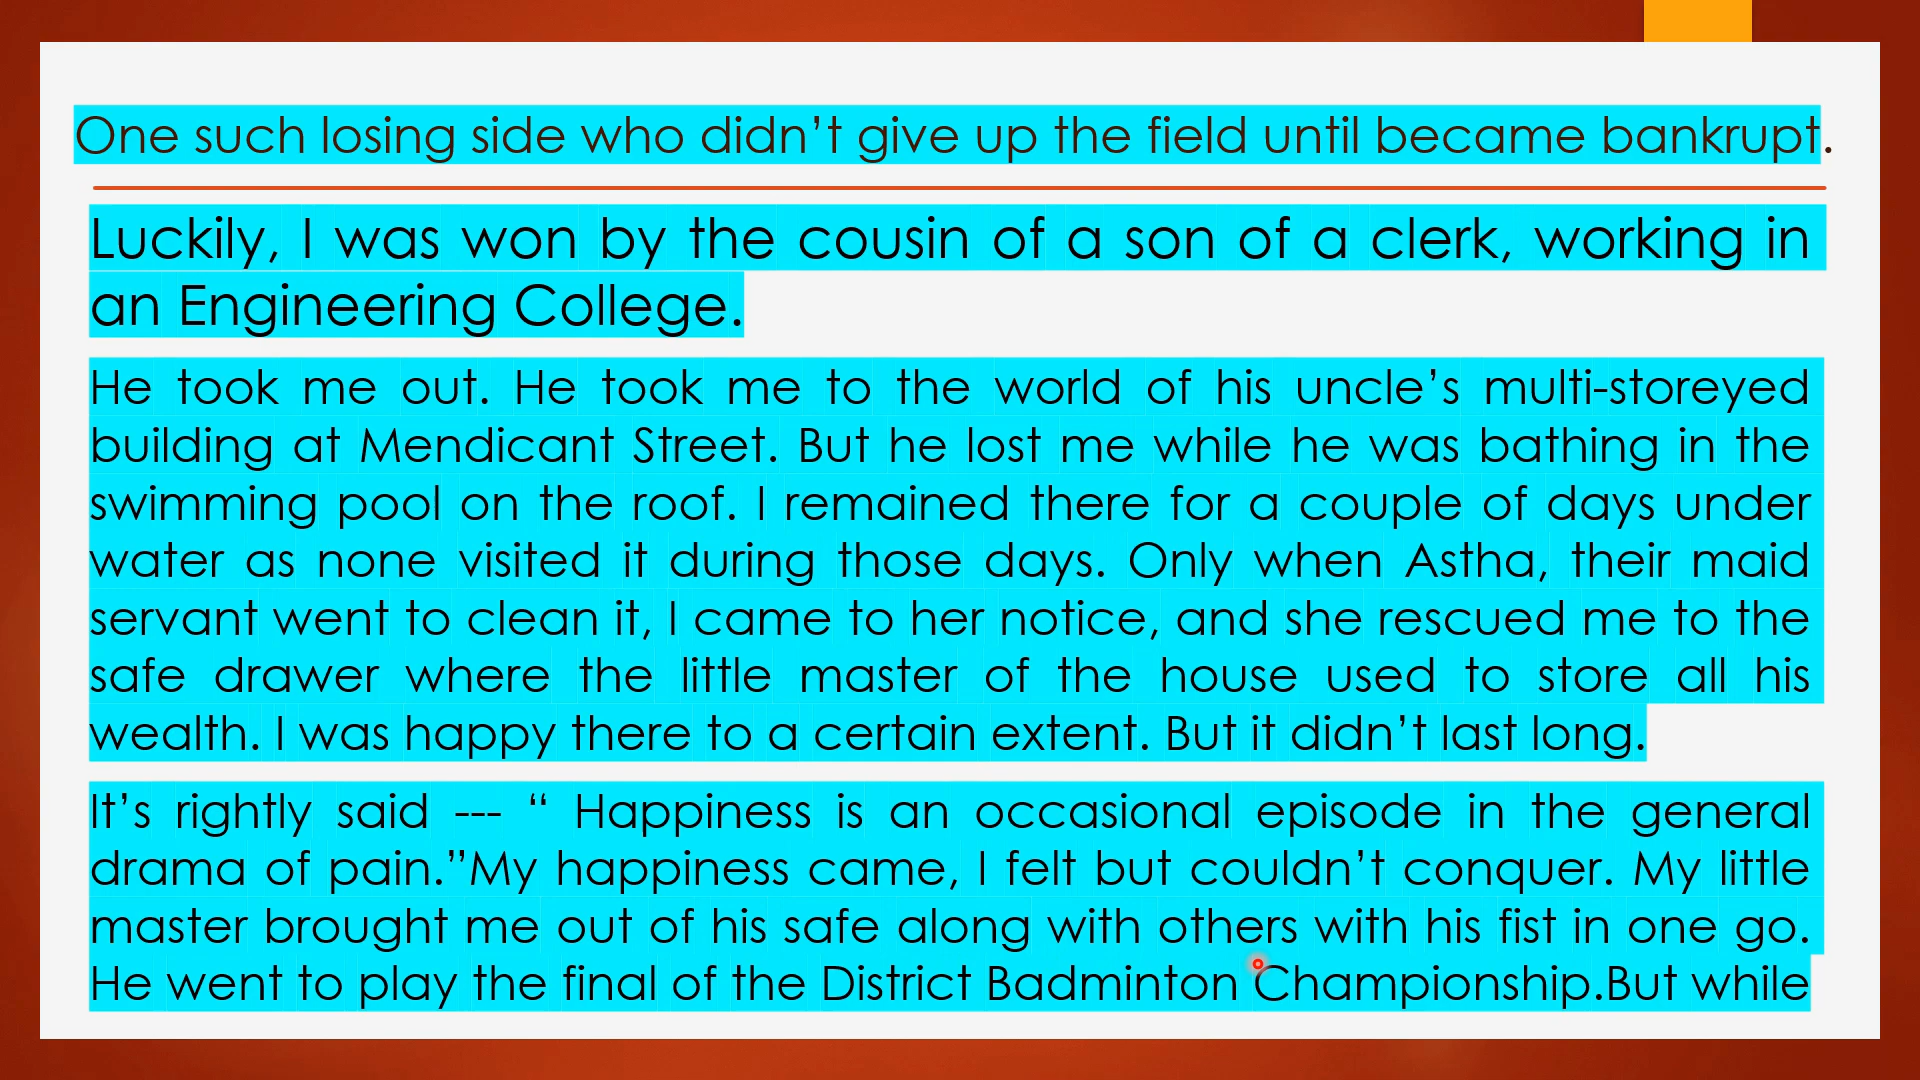 One such losing side who didn’t give up the field until became bankrupt.
Luckily, I was won by the cousin of a son of a clerk, working in
an Engineering College.
He took me out. He took me to the world of his uncle’s multi-storeyed
building at Mendicant Street. But he lost me while he was bathing in the
swimming pool on the roof. I remained there for a couple of days under
water as none visited it during those days. Only when Astha, their maid
servant went to clean it, I came to her notice, and she rescued me to the
safe drawer where the little master of the house used to store all his
wealth. I was happy there to a certain extent. But it didn’t last long.
It’s rightly said --- “ Happiness is an occasional episode in the general
drama of pain.”My happiness came, I felt but couldn’t conquer. My little
master brought me out of his safe along with others with his fist in one go.
He went to play the final of the District Badminton Championship.But while